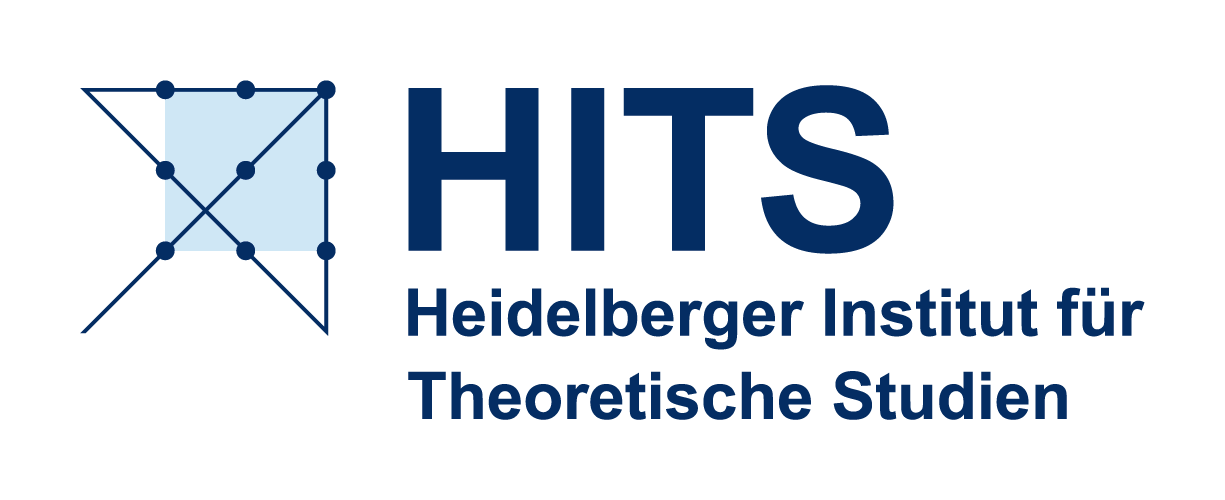 HITS
Heidelberger Institut für
Theoretische Studien